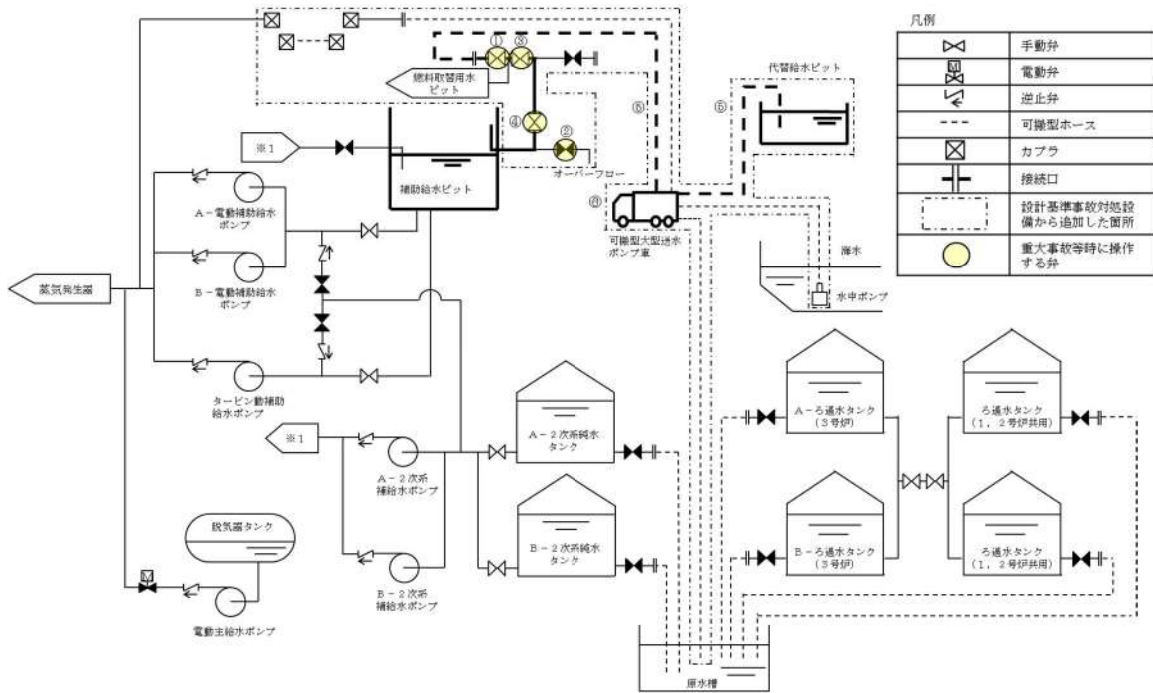 凡例
手動弁
M
電動弁
逆止弁
可搬型ホース
カプラ
接続口
設計基準事故対処設
備から追加した箇所
重大事故等時に操作
する弁
①
③
燃料取替用水
ピット
④
②
オーバーフロー
※1
補助給水ピット
⑤
⑤
代替給水ピット
可搬型大型送水
ポンプ車
海水
水中ポンプ
A-電動補助給水
ポンプ
B-電動補助給水
ポンプ
蒸気発生器
タービン動補助
給水ポンプ
※1
A-2次系
補給水ポンプ
B-2次系
補給水ポンプ
A-2次系純水
タンク
B-2次系純水
タンク
A-ろ過水タンク
(3号炉)
ろ過水タンク
(1,2号炉共用)
B-ろ過水タンク
(3号炉)
ろ過水タンク
(1,2号炉共用)
脱気器タンク
M
電動主給水ポンプ
原水槽